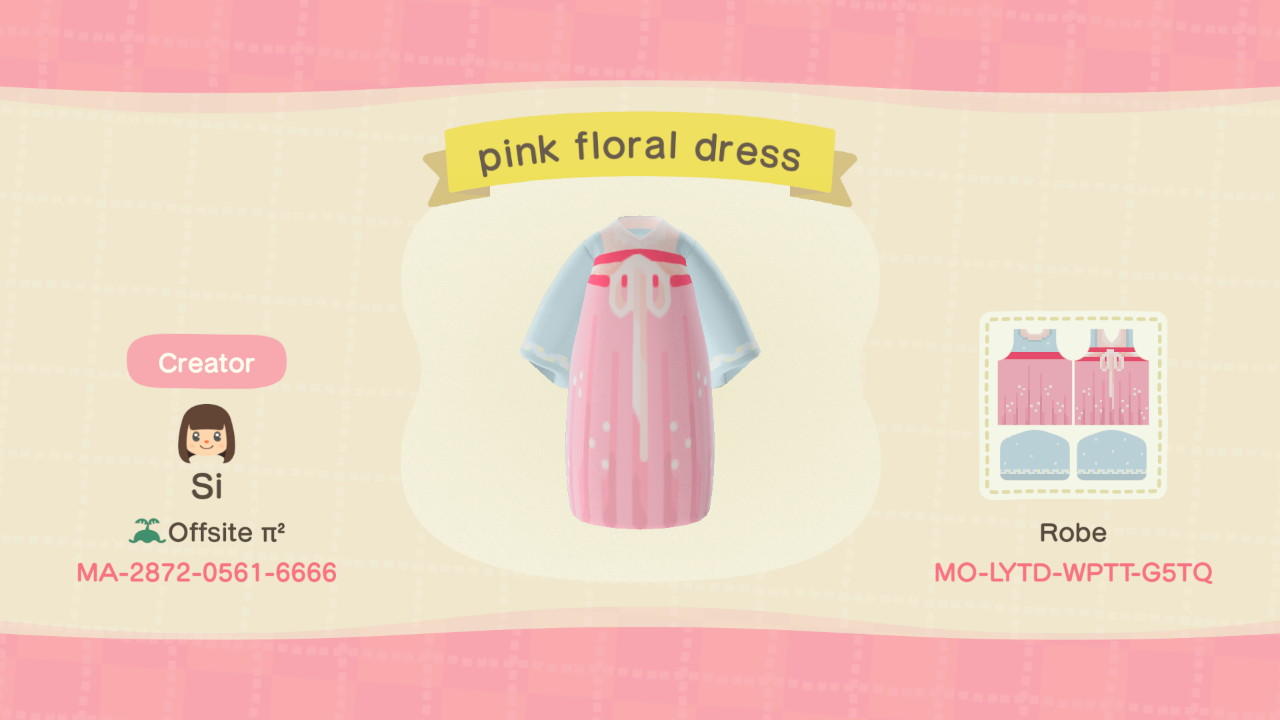 pink floral dress
Creator
Si
Offsite π²
MA-2872-0561-6666
Robe
MO-LYTD-WPTT-G5TQ